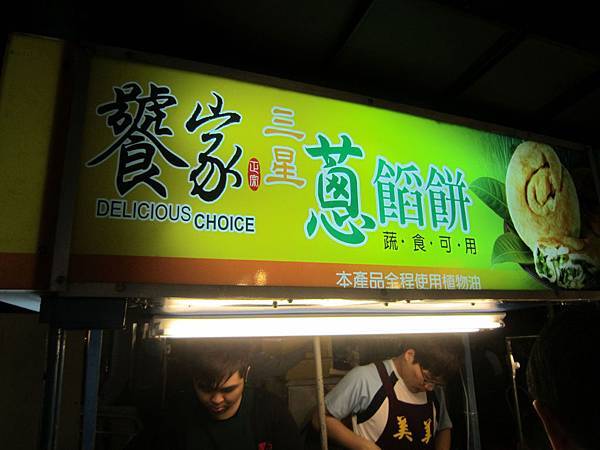 饕家
正宗
DELICIOUS CHOICE
三星
蔥餡餅
蔬·食·可·用
本產品全程使用植物油
美美